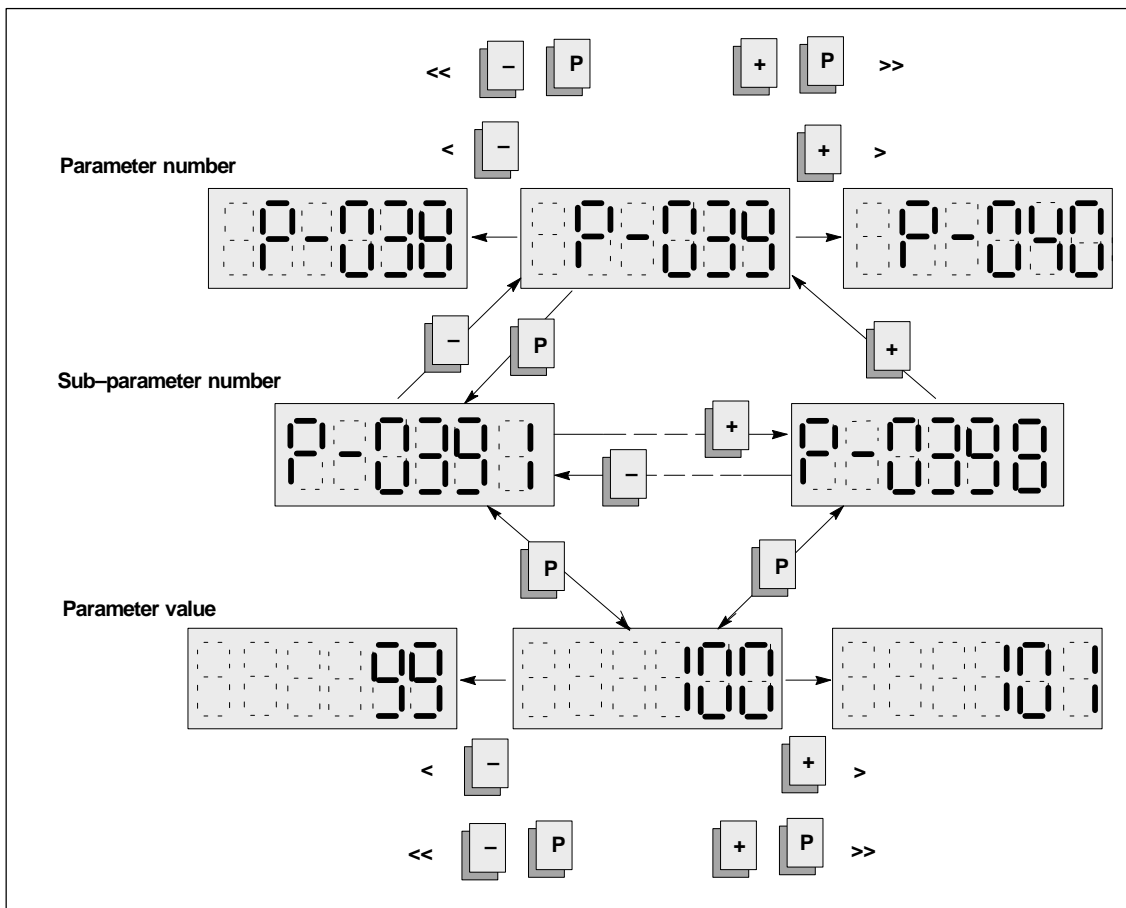 << – P + P >>
< – + >
Parameter number
P-038 P-039 P-040
– P +
Sub–parameter number
+
P-039 1 P-0398
–
P P
Parameter value
99 100 101
< – + >
<< – P + P >>